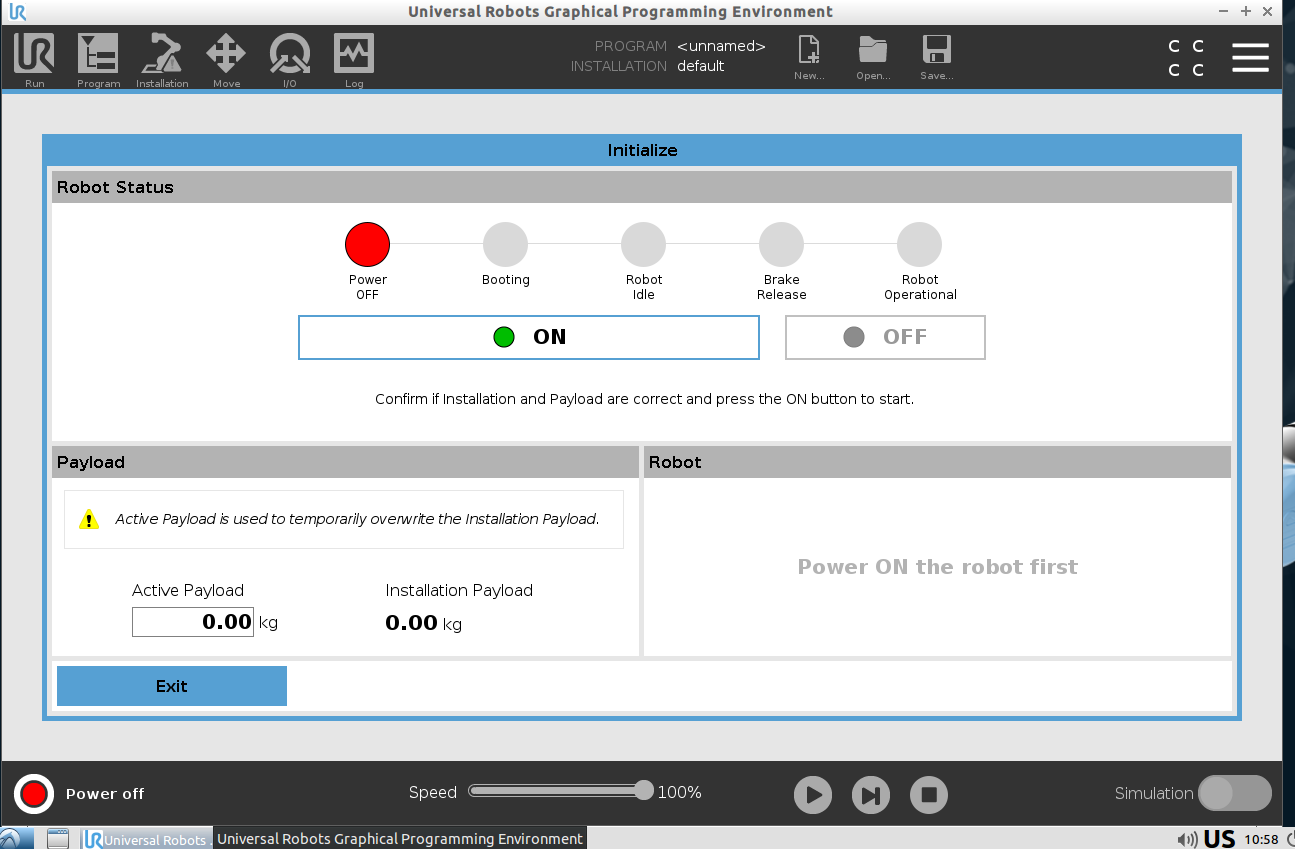 UR
Universal Robots Graphical Programming Environment
UR
Run
Program
Installation
Move
I/O
Log
PROGRAM <unnamed>
INSTALLATION default
New...
Open...
Save...
C C
C C
Initialize
Robot Status
Power
OFF
Booting
Robot
Idle
Brake
Release
Robot
Operational
ON
OFF
Confirm if Installation and Payload are correct and press the ON button to start.
Payload
Robot
Active Payload is used to temporarily overwrite the Installation Payload.
Power ON the robot first
Active Payload
Installation Payload
0.00 kg
0.00 kg
Exit
Power off
Speed
100%
Simulation
UR Universal Robots
Universal Robots Graphical Programming Environment
US
10:58